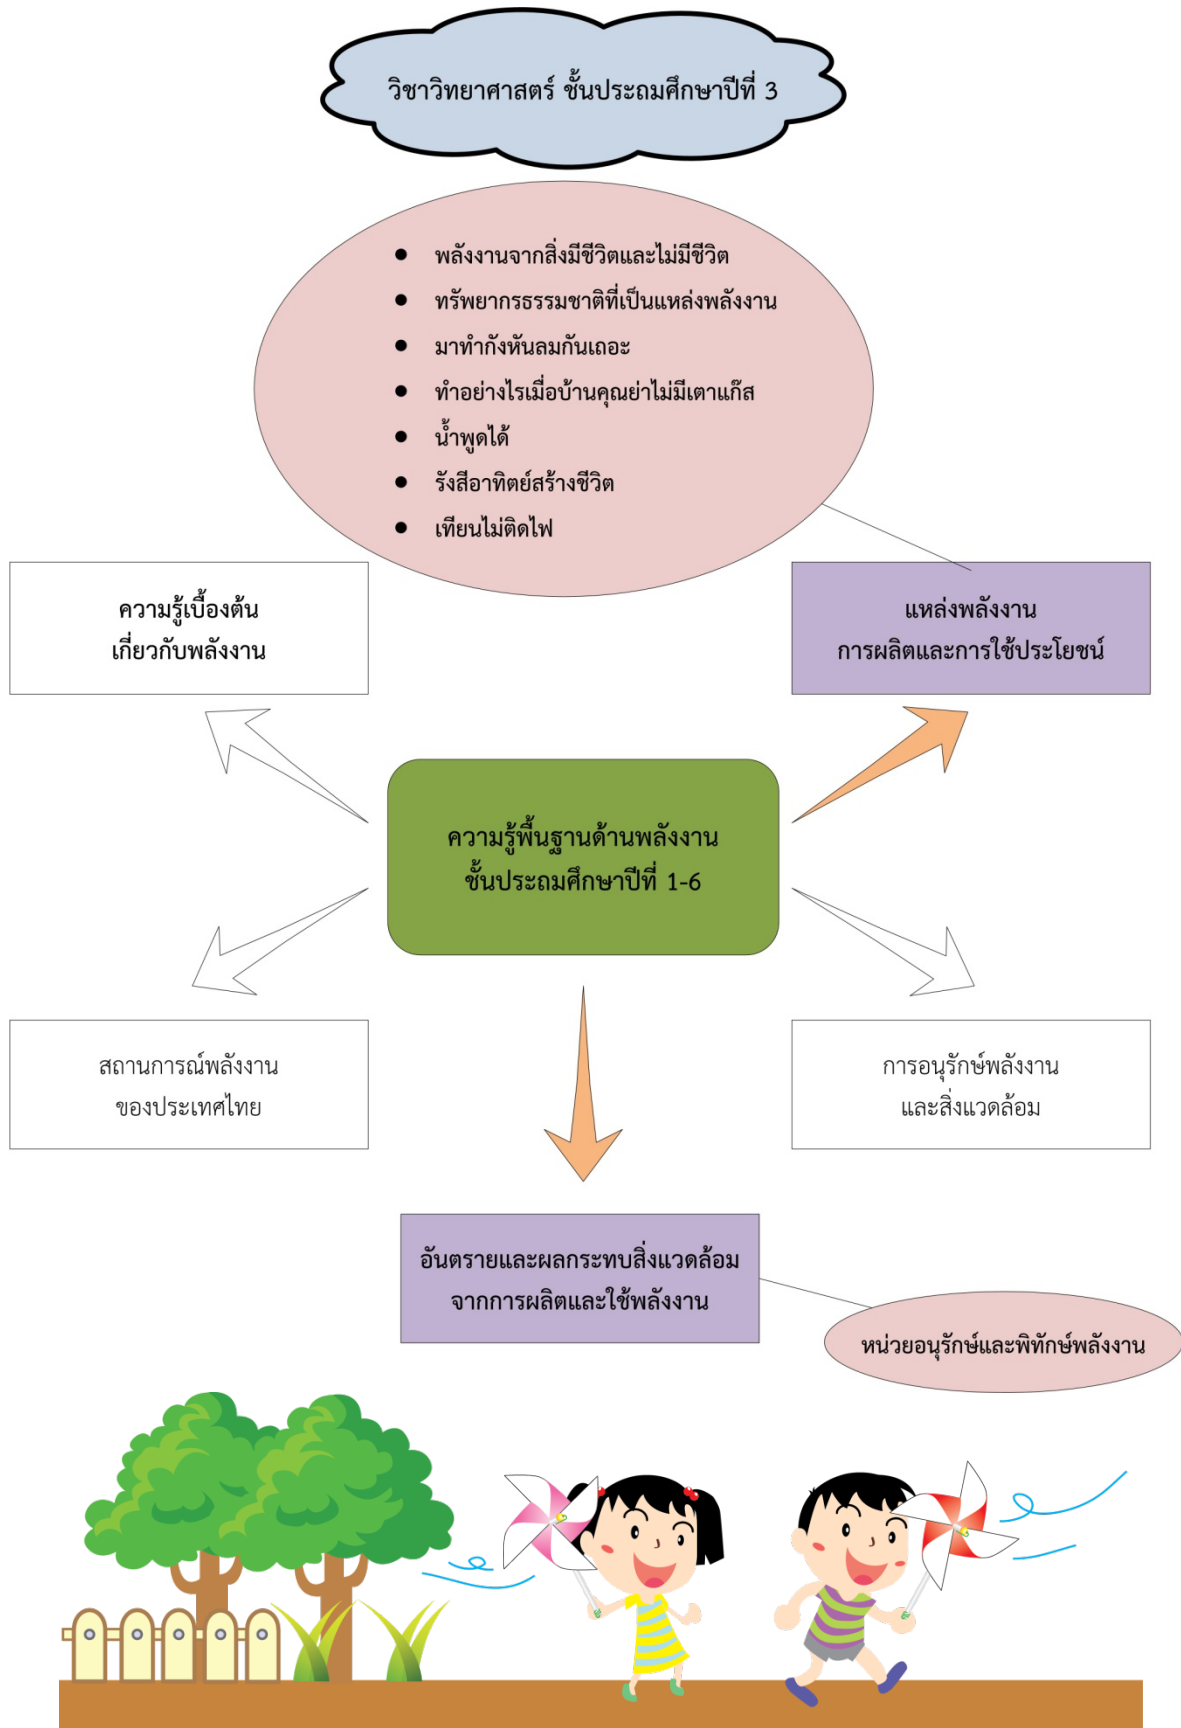 วิชาวิทยาศาสตร์ ชั้นประถมศึกษาปีที่ 3
• พลังงานจากสิ่งมีชีวิตและไม่มีชีวิต
• ทรัพยากรธรรมชาติที่เป็นแหล่งพลังงาน
• มาทำกังหันลมกันเถอะ
• ทำอย่างไรเมื่อบ้านคุณย่าไม่มีเตาแก๊ส
• น้ำพูดได้
• รังสีอาทิตย์สร้างชีวิต
• เทียนไม่ติดไฟ
ความรู้เบื้องต้น
เกี่ยวกับพลังงาน
แหล่งพลังงาน
การผลิตและการใช้ประโยชน์
ความรู้พื้นฐานด้านพลังงาน
ชั้นประถมศึกษาปีที่ 1-6
สถานการณ์พลังงาน
ของประเทศไทย
การอนุรักษ์พลังงาน
และสิ่งแวดล้อม
อันตรายและผลกระทบสิ่งแวดล้อม
จากการผลิตและใช้พลังงาน
หน่วยอนุรักษ์และพิทักษ์พลังงาน